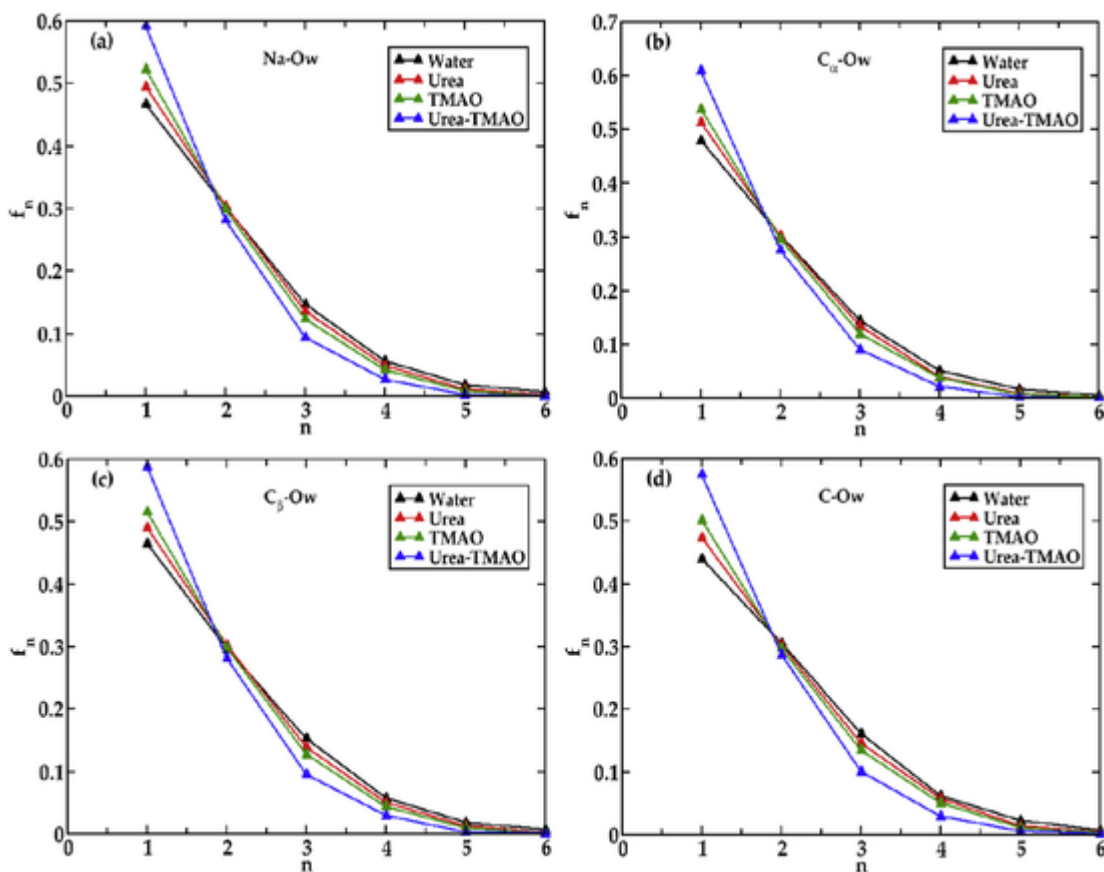 (a)
Na-Ow
Water
Urea
TMAO
Urea-TMAO
0.6
0.5
0.4
0.3
0.2
0.1
0
fn
0 1 2 3 4 5 6
n
(b)
Cα-Ow
Water
Urea
TMAO
Urea-TMAO
0.7
0.6
0.5
0.4
0.3
0.2
0.1
0
fn
0 1 2 3 4 5 6
n
(c)
Cβ-Ow
Water
Urea
TMAO
Urea-TMAO
0.6
0.5
0.4
0.3
0.2
0.1
0
fn
0 1 2 3 4 5 6
n
(d)
C-Ow
Water
Urea
TMAO
Urea-TMAO
0.6
0.5
0.4
0.3
0.2
0.1
0
fn
0 1 2 3 4 5 6
n